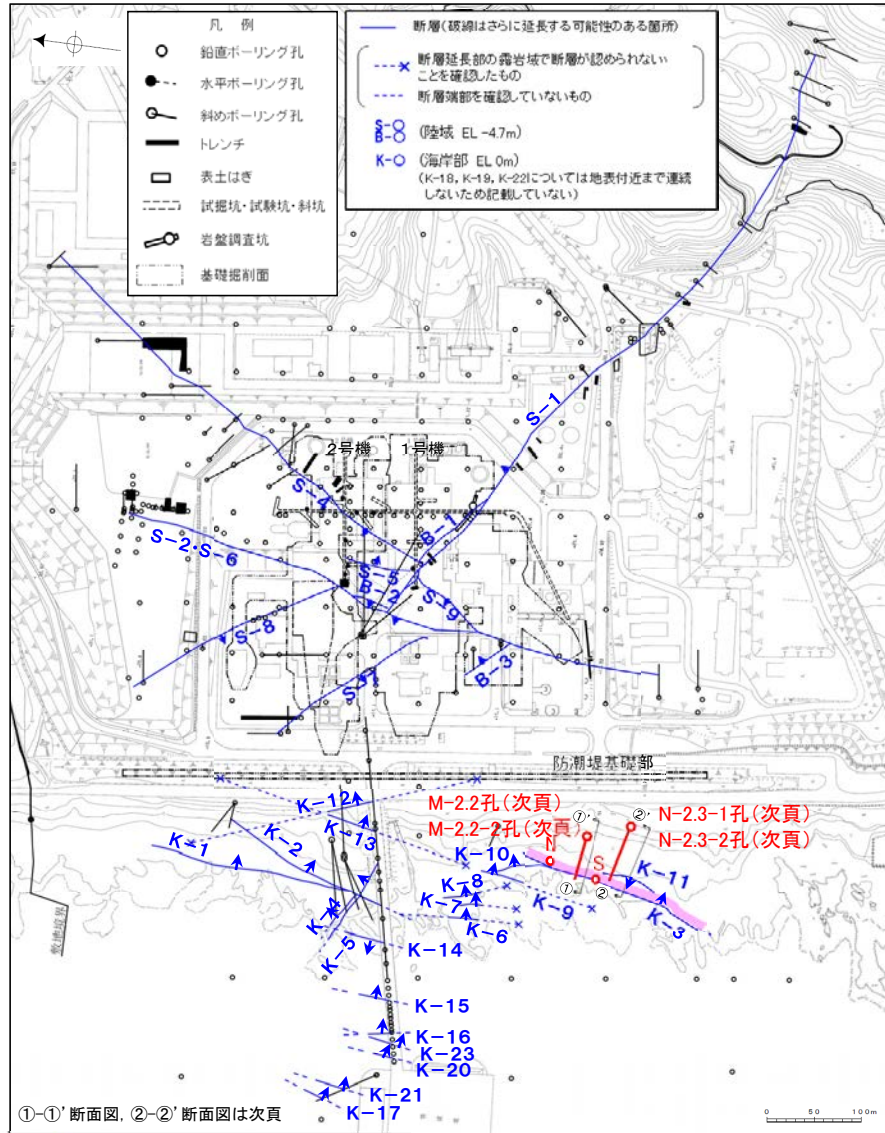 凡 例
鉛直ボーリング孔
水平ボーリング孔
斜めボーリング孔
トレンチ
表土はぎ
試掘坑・試験坑・斜坑
岩盤調査坑
基礎掘削面
断層(破線はさらに延長する可能性のある箇所)
断層延長部の露岩域で断層が認められない
ことを確認したもの
断層端部を確認していないもの
S-○
B-○
(陸域 EL -4.7m)
K-○ (海岸部 EL 0m)
(K-18, K-19, K-22については地表付近まで連続
しないため記載していない)
S-1
2号機
1号機
S-4
B-1
S-2・S-6
S-5
B-2
S-9
S-8
B-3
S-7
防潮堤基礎部
K-12
M-2.2孔(次頁)
M-2.2-2孔(次頁)
N-2.3-1孔(次頁)
N-2.3-2孔(次頁)
①'
②'
K-1
K-2
K-13
K-10
N
S
①
②
K-11
K-8
K-7
K-9
K-3
K-6
K-4
K-5
K-14
敷地境界
K-15
K-16
K-23
K-20
K-21
K-17
①-①'断面図, ②-②'断面図は次頁
0 50 100m